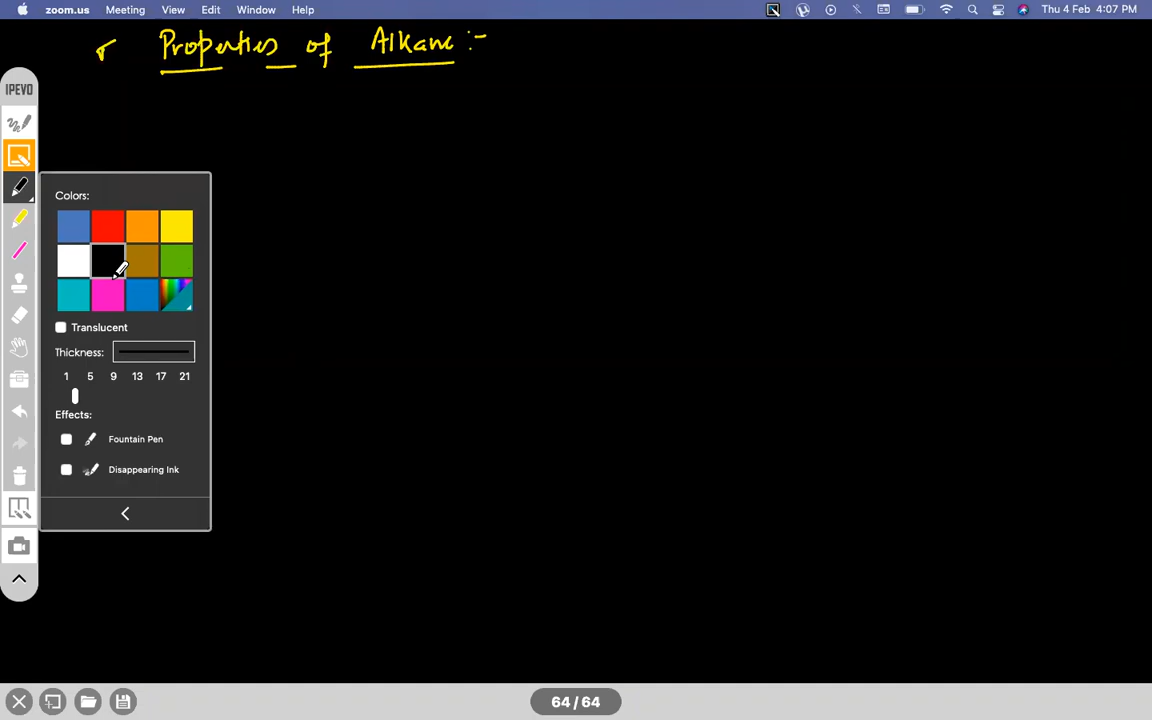 zoom.us Meeting View Edit Window Help Thu 4 Feb 4:07 PM
Properties of Alkane :-
IPEVO
Colors:
Translucent
Thickness:
1 5 9 13 17 21
Effects:
Fountain Pen
Disappearing Ink
64 / 64